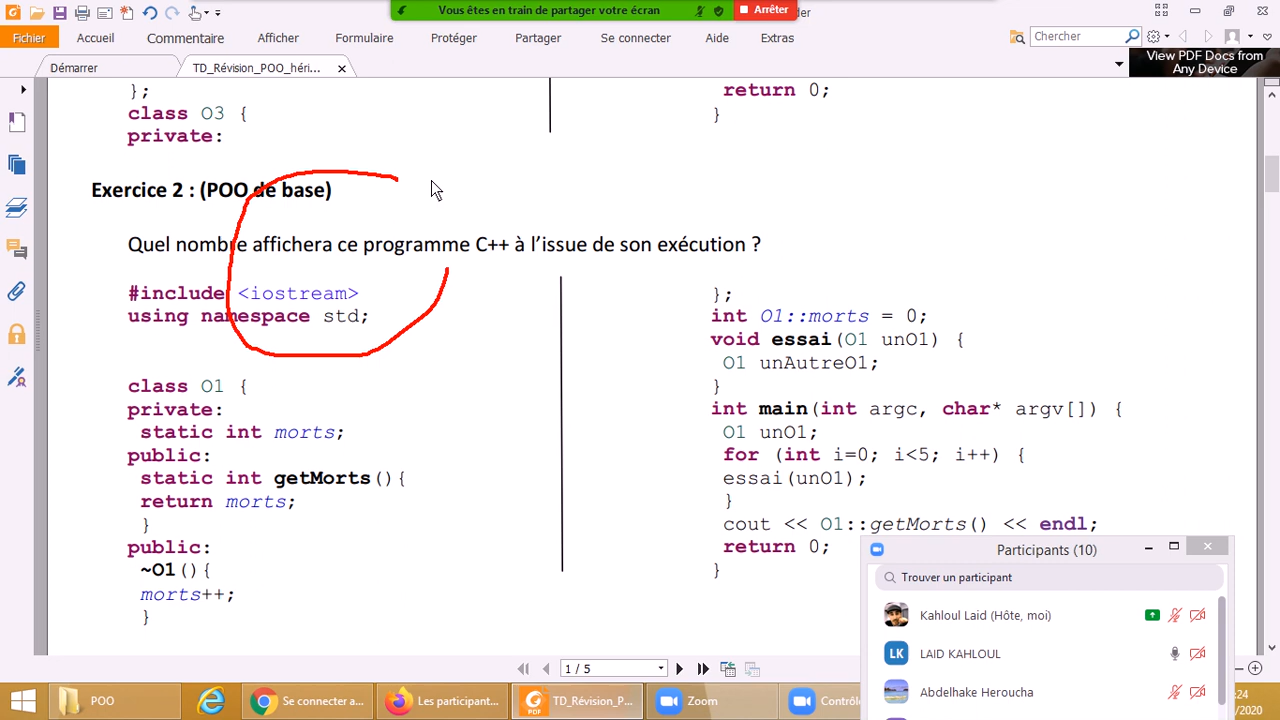 Vous êtes en train de partager votre écran
Arrêter
der
Fichier
Accueil
Commentaire
Afficher
Formulaire
Protéger
Partager
Se connecter
Aide
Extras
Chercher
Démarrer
TD_Révision_POO_héri...
View PDF Docs from
Any Device
};
class O3 {
private:
return 0;
}
Exercice 2 : (POO de base)
Quel nombre affichera ce programme C++ à l’issue de son exécution ?
#include <iostream>
using namespace std;
class O1 {
private:
static int morts;
public:
static int getMorts(){
return morts;
}
public:
~O1(){
morts++;
}
};
int O1::morts = 0;
void essai(O1 unO1) {
O1 unAutreO1;
}
int main(int argc, char* argv[]) {
O1 unO1;
for (int i=0; i<5; i++) {
essai(unO1);
}
cout << O1::getMorts() << endl;
return 0;
}
Participants (10)
Trouver un participant
Kahloul Laid (Hôte, moi)
LK
LAID KAHLOUL
Abdelhake Heroucha
1 / 5
POO
Se connecter a...
Les participant...
TD_Révision_P...
Zoom
Contrôle
:24
/2020